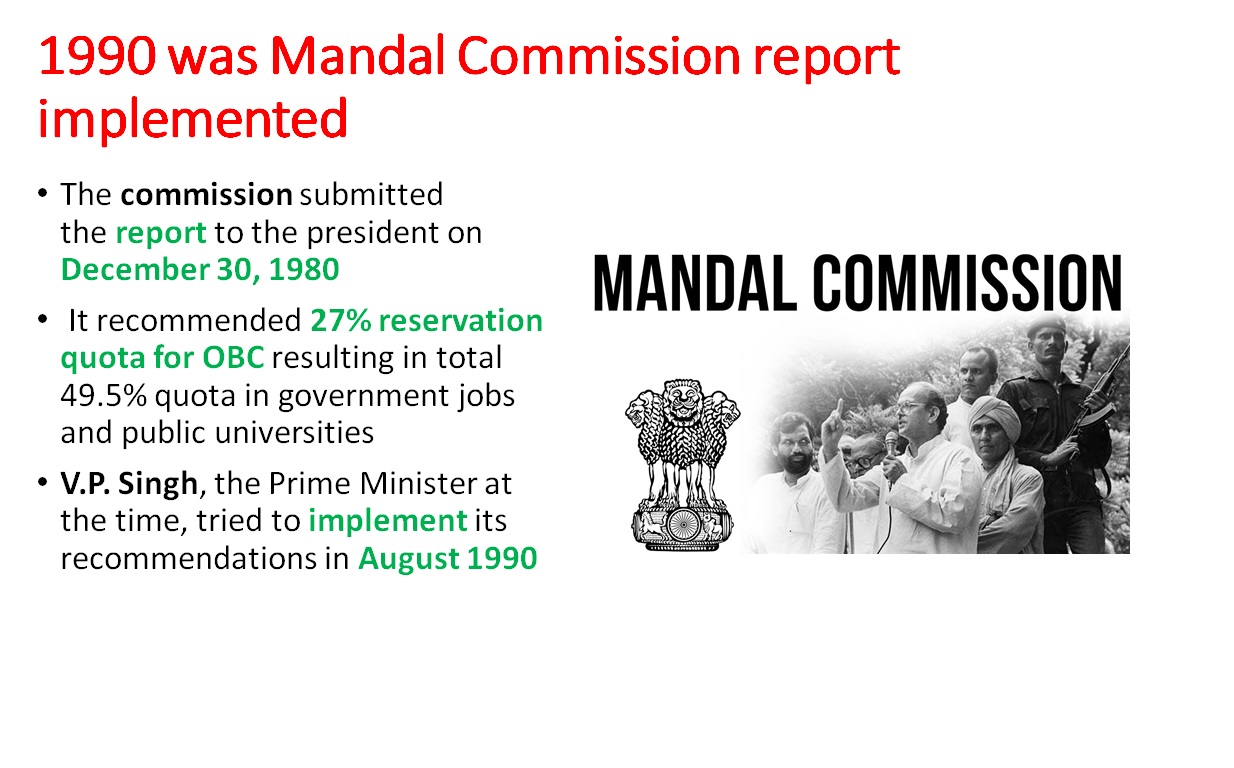 1990 was Mandal Commission report
implemented
• The commission submitted
the report to the president on
December 30, 1980
• It recommended 27% reservation
quota for OBC resulting in total
49.5% quota in government jobs
and public universities
• V.P. Singh, the Prime Minister at
the time, tried to implement its
recommendations in August 1990
MANDAL COMMISSION